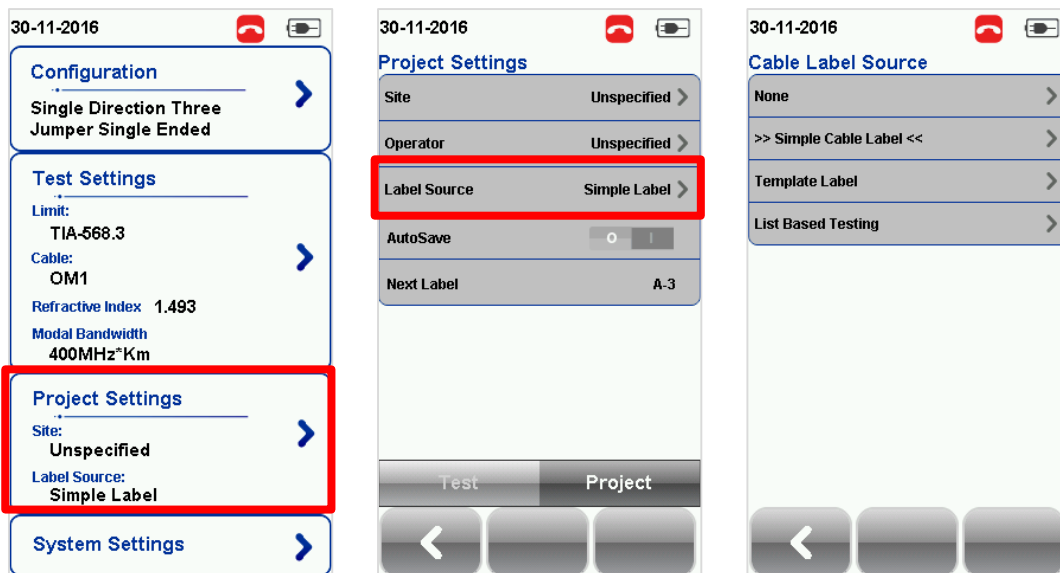 30-11-2016
Configuration
Single Direction Three
Jumper Single Ended
Test Settings
Limit:
TIA-568.3
Cable:
OM1
Refractive Index 1.493
Modal Bandwidth
400MHz*Km
Project Settings
Site:
Unspecified
Label Source:
Simple Label
System Settings
30-11-2016
Project Settings
Site Unspecified
Operator Unspecified
Label Source Simple Label
AutoSave O I
Next Label A-3
Test Project
30-11-2016
Cable Label Source
None
>> Simple Cable Label <<
Template Label
List Based Testing